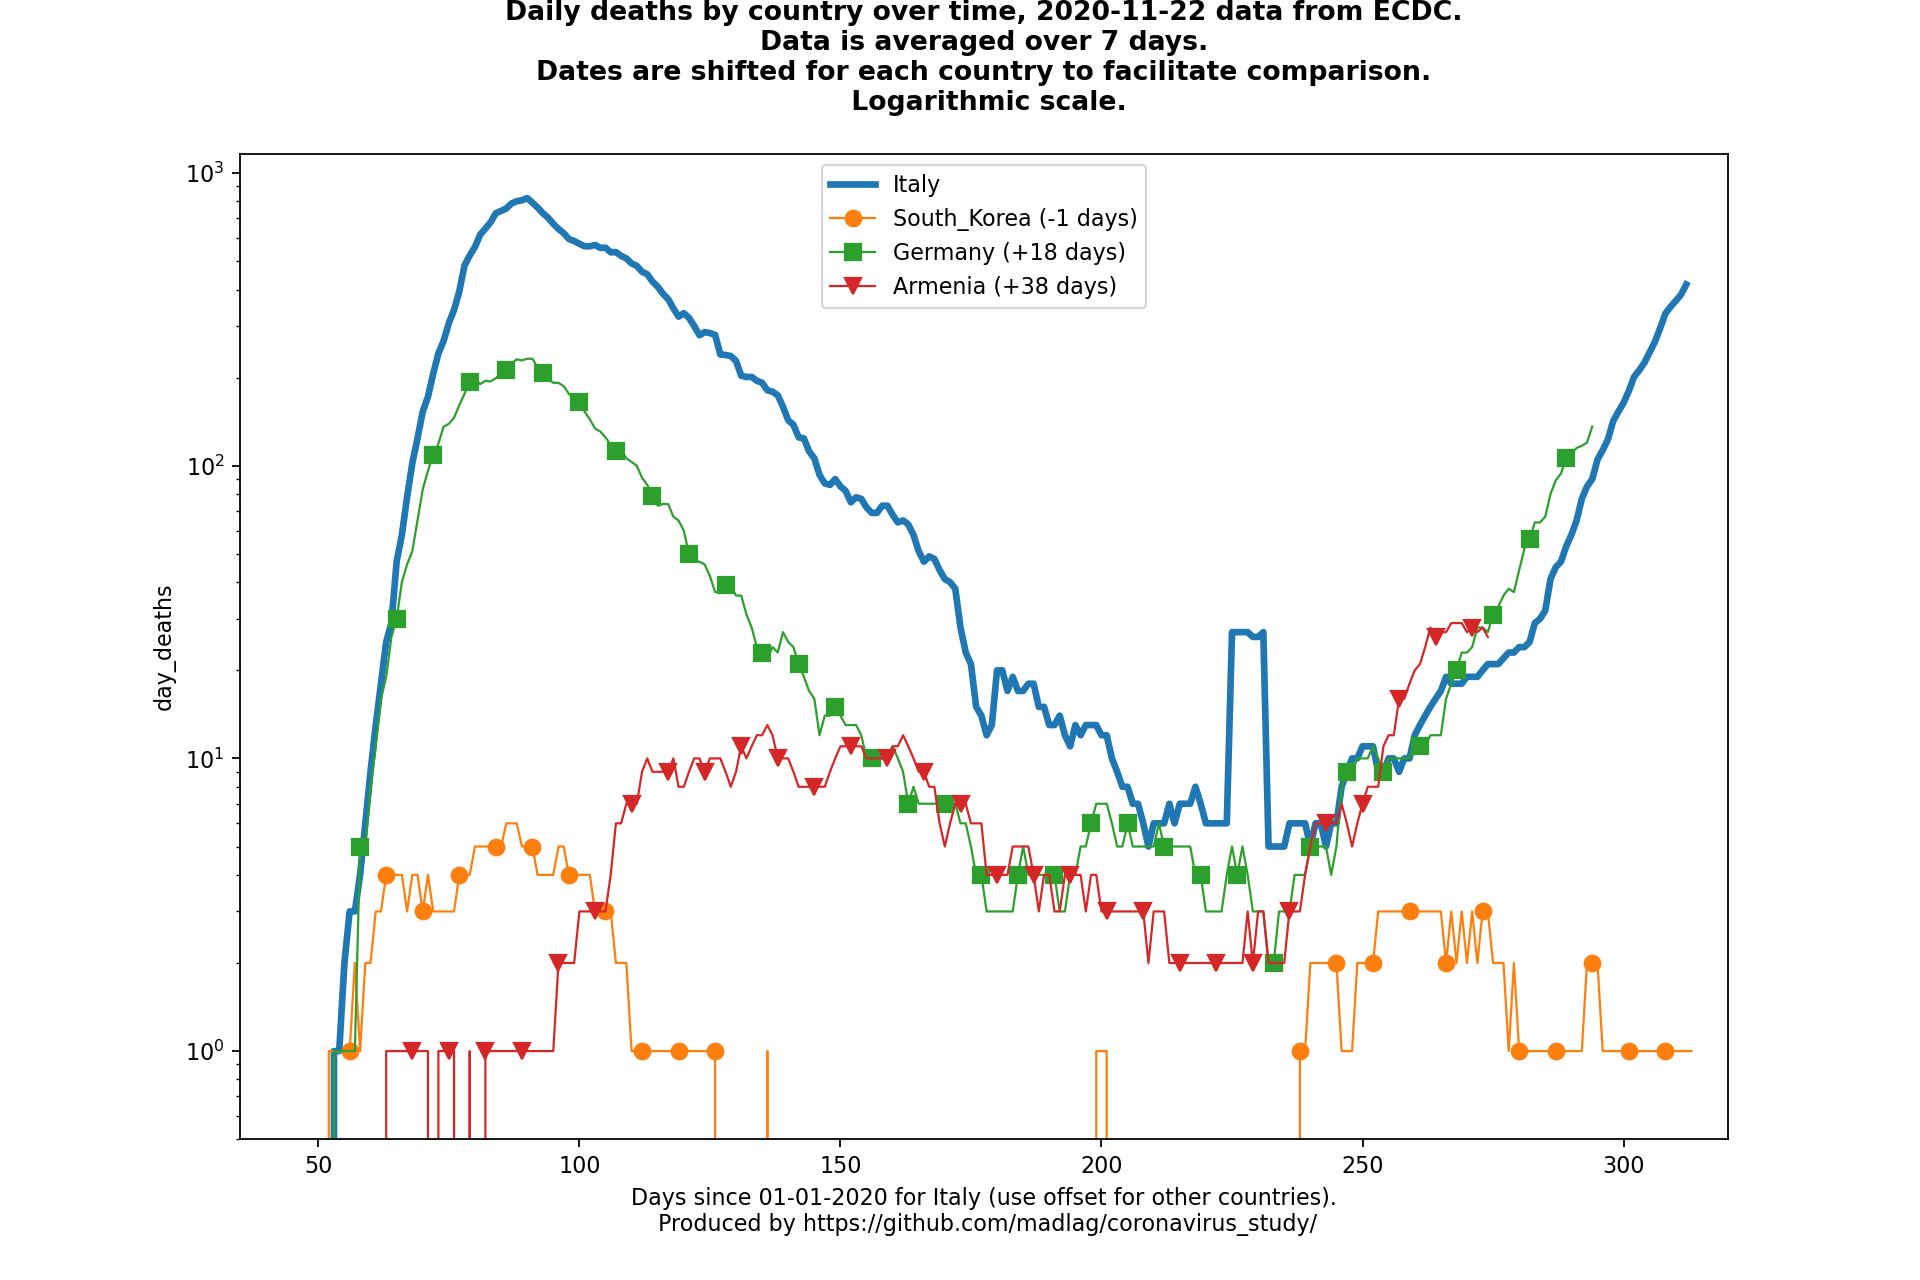 Daily deaths by country over time, 2020-11-22 data from ECDC.
Data is averaged over 7 days.
Dates are shifted for each country to facilitate comparison.
Logarithmic scale.
Italy
South_Korea (-1 days)
Germany (+18 days)
Armenia (+38 days)
day_deaths
10³
10²
10¹
10⁰
50 100 150 200 250 300
Days since 01-01-2020 for Italy (use offset for other countries).
Produced by https://github.com/madlag/coronavirus_study/